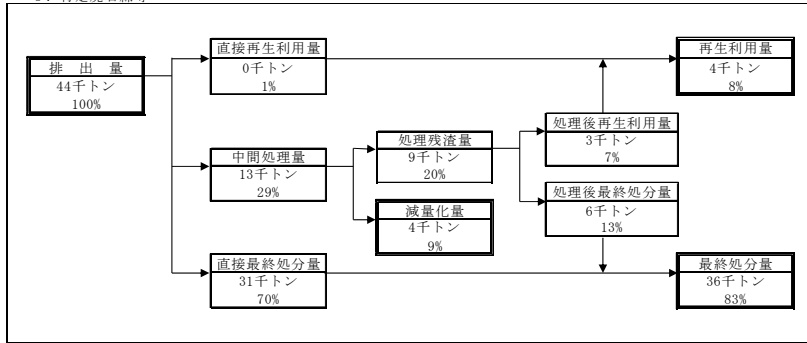 排出量
44千トン
100%
直接再生利用量
0千トン
1%
再生利用量
4千トン
8%
中間処理量
13千トン
29%
処理残渣量
9千トン
20%
処理後再生利用量
3千トン
7%
減量化量
4千トン
9%
処理後最終処分量
6千トン
13%
直接最終処分量
31千トン
70%
最終処分量
36千トン
83%